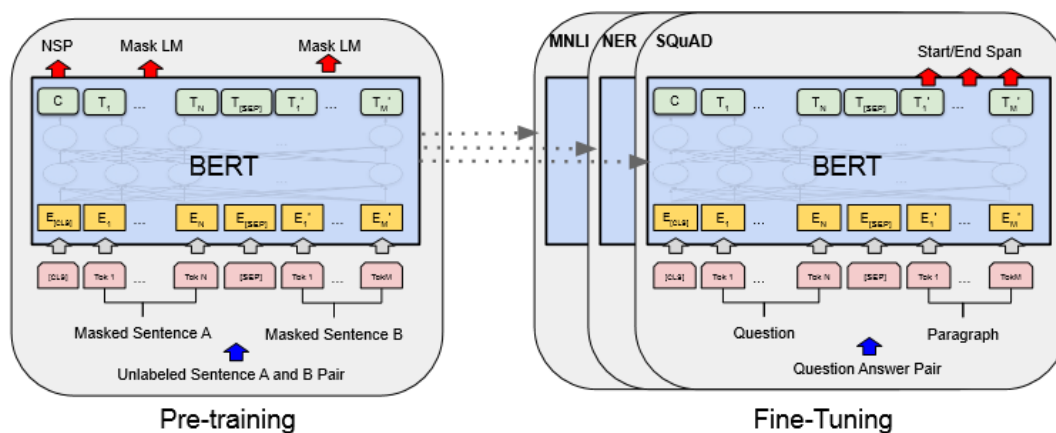 NSP Mask LM Mask LM
C T1 ... TN T[SEP] T1' ... TM'
BERT
E[CLS] E1 ... EN E[SEP] E1' ... EM'
[CLS] Tok 1 ... Tok N [SEP] Tok 1 ... TokM
Masked Sentence A Masked Sentence B
Unlabeled Sentence A and B Pair
Pre-training
MNLI NER SQuAD
Start/End Span
C T1 ... TN T[SEP] T1' ... TM'
BERT
E[CLS] E1 ... EN E[SEP] E1' ... EM'
[CLS] Tok 1 ... Tok N [SEP] Tok 1 ... TokM
Question Paragraph
Question Answer Pair
Fine-Tuning